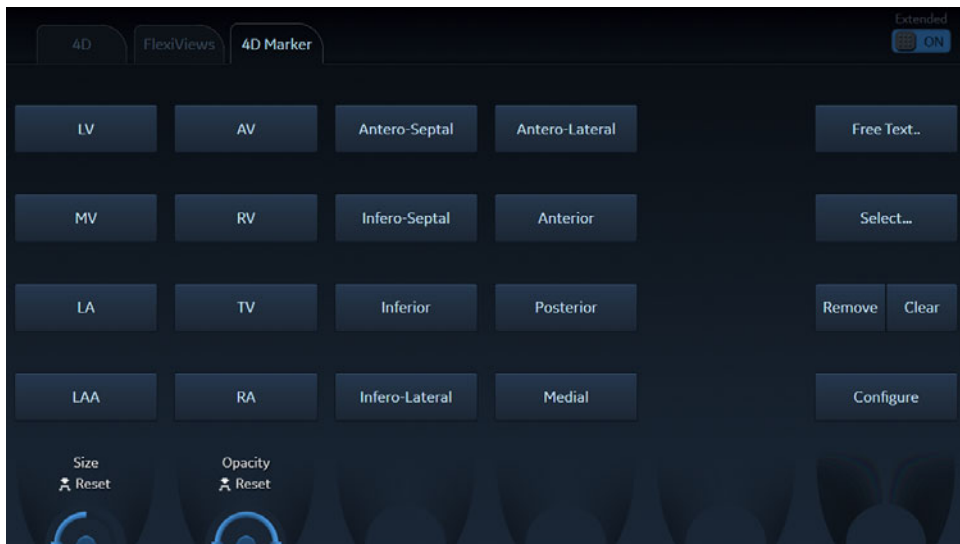 Extended
4D FlexiViews 4D Marker ON
LV AV Antero-Septal Antero-Lateral Free Text..
MV RV Infero-Septal Anterior Select...
LA TV Inferior Posterior Remove Clear
LAA RA Infero-Lateral Medial Configure
Size Opacity
Reset Reset